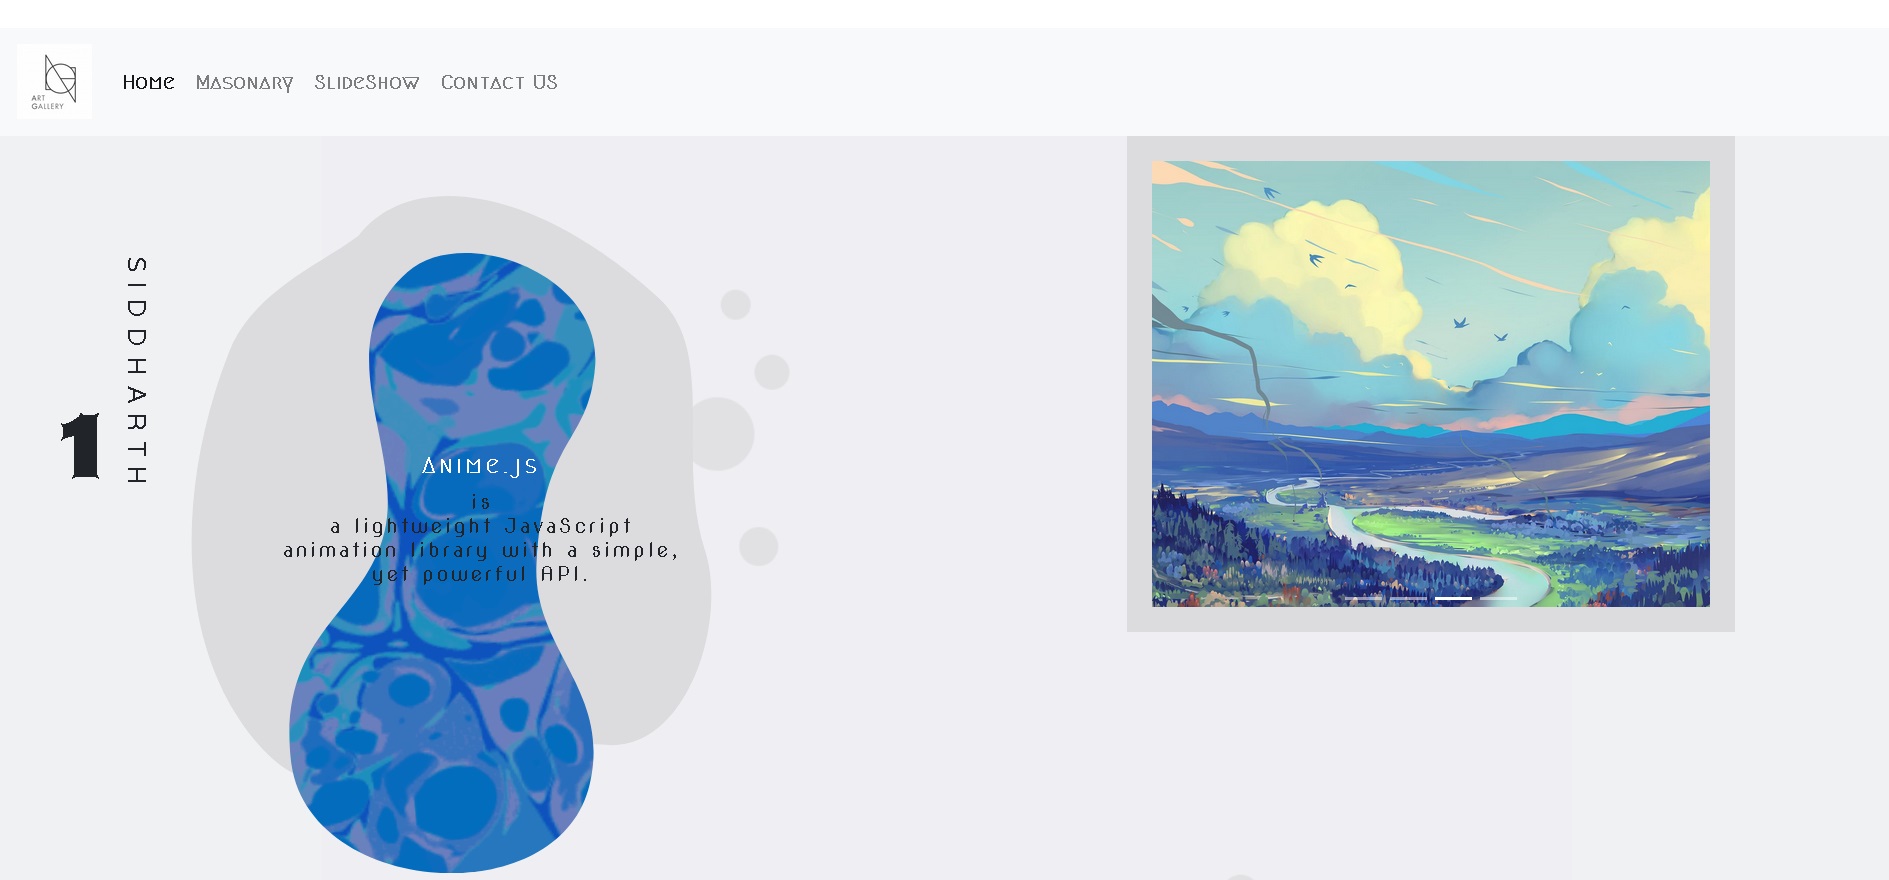 ART
GALLERY
Home
Masonary
SlideShow
Contact Us
SIDDHARTH
1
Anime.js
is
a lightweight JavaScript
animation library with a simple,
yet powerful API.